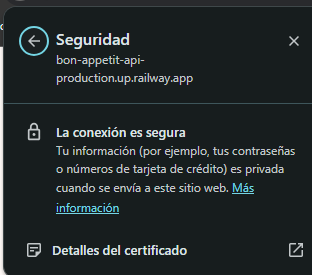 Seguridad
bon-appetit-api-
production.up.railway.app
La conexión es segura
Tu información (por ejemplo, tus contraseñas
o números de tarjeta de crédito) es privada
cuando se envía a este sitio web. Más
información
Detalles del certificado